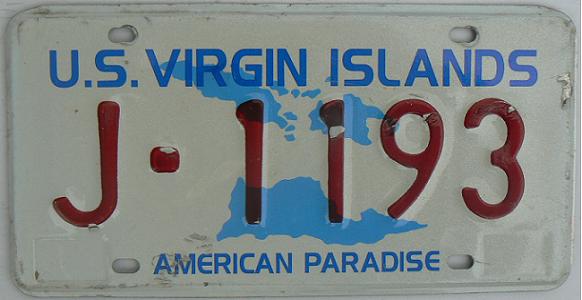 U.S. VIRGIN ISLANDS
J·1193
AMERICAN PARADISE